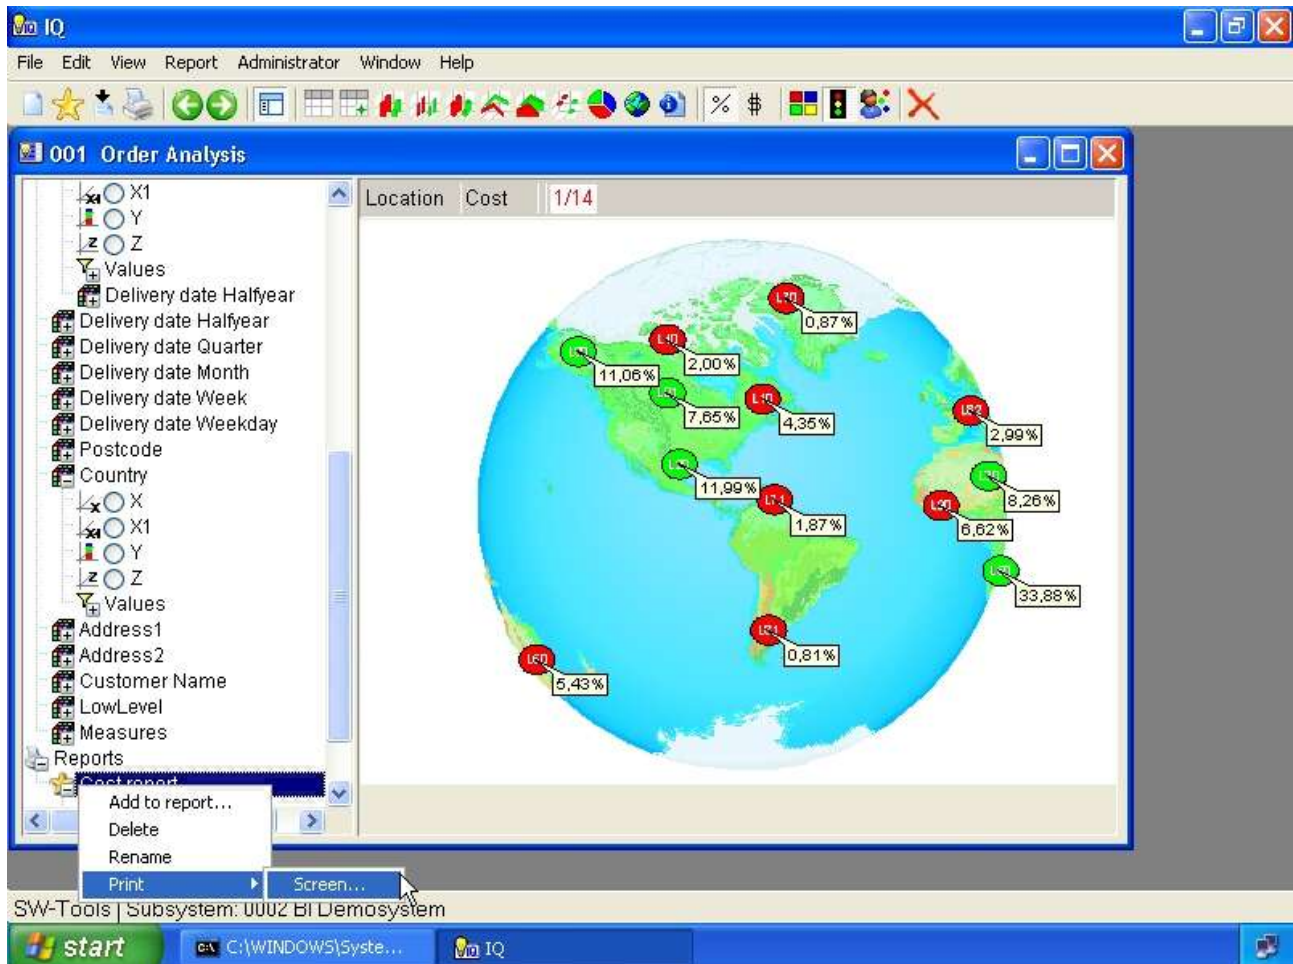 IQ
File Edit View Report Administrator Window Help
% $
001 Order Analysis
X1
Y
Z
Values
Delivery date Halfyear
Delivery date Halfyear
Delivery date Quarter
Delivery date Month
Delivery date Week
Delivery date Weekday
Postcode
Country
X
X1
Y
Z
Values
Address1
Address2
Customer Name
LowLevel
Measures
Reports
Cost report
Add to report...
Delete
Rename
Print
Screen...
Location Cost 1/14
0,87%
2,00%
11,06%
7,65%
L10
4,35%
2,99%
11,99%
8,26%
1,87%
6,62%
33,88%
0,81%
L60
5,43%
SW-Tools Subsystem: 0002 BI Demosystem
start C:\WINDOWS\Syste... IQ